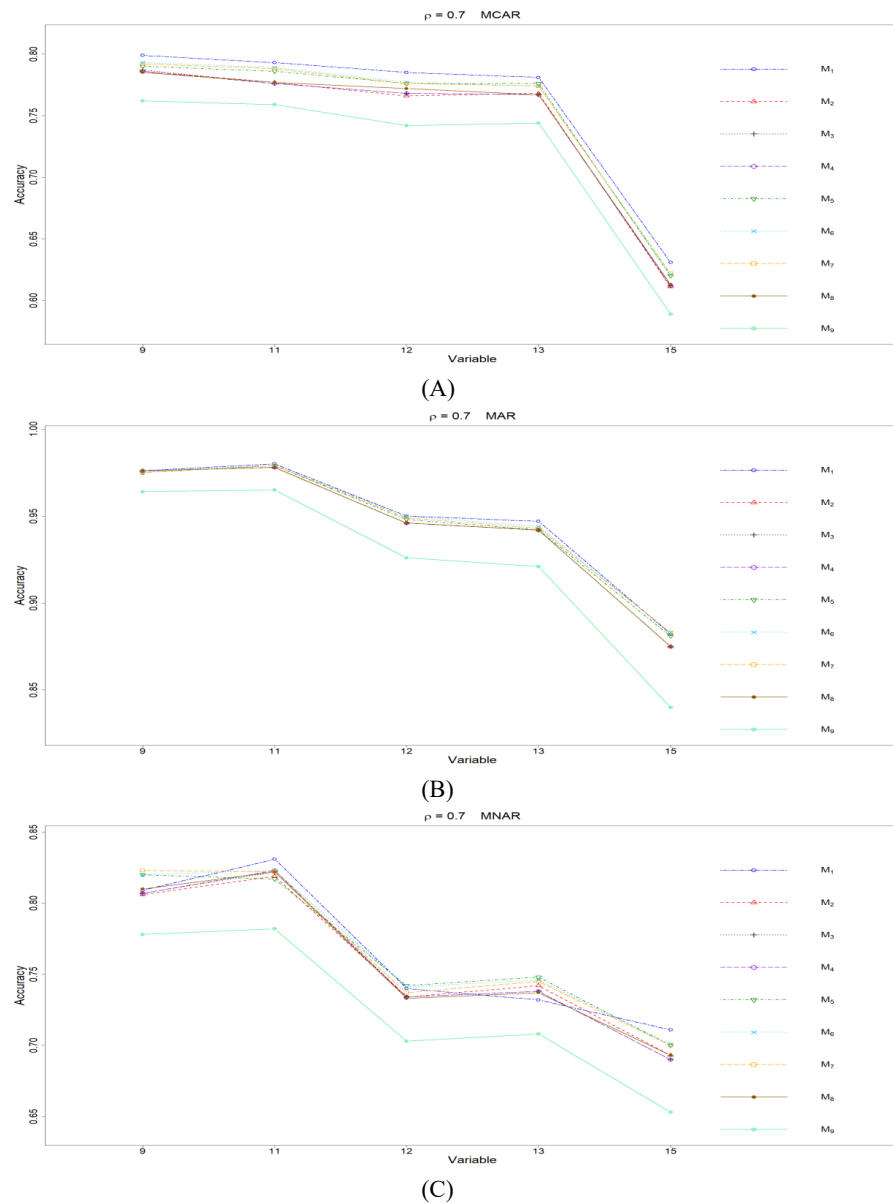 ρ = 0.7 MCAR
Accuracy
0.80
0.75
0.70
0.65
0.60
9 11 12 13 15
Variable
M₁
M₂
M₃
M₄
M₅
M₆
M₇
M₈
M₉
(A)
ρ = 0.7 MAR
Accuracy
1.00
0.95
0.90
0.85
9 11 12 13 15
Variable
M₁
M₂
M₃
M₄
M₅
M₆
M₇
M₈
M₉
(B)
ρ = 0.7 MNAR
Accuracy
0.85
0.80
0.75
0.70
0.65
9 11 12 13 15
Variable
M₁
M₂
M₃
M₄
M₅
M₆
M₇
M₈
M₉
(C)